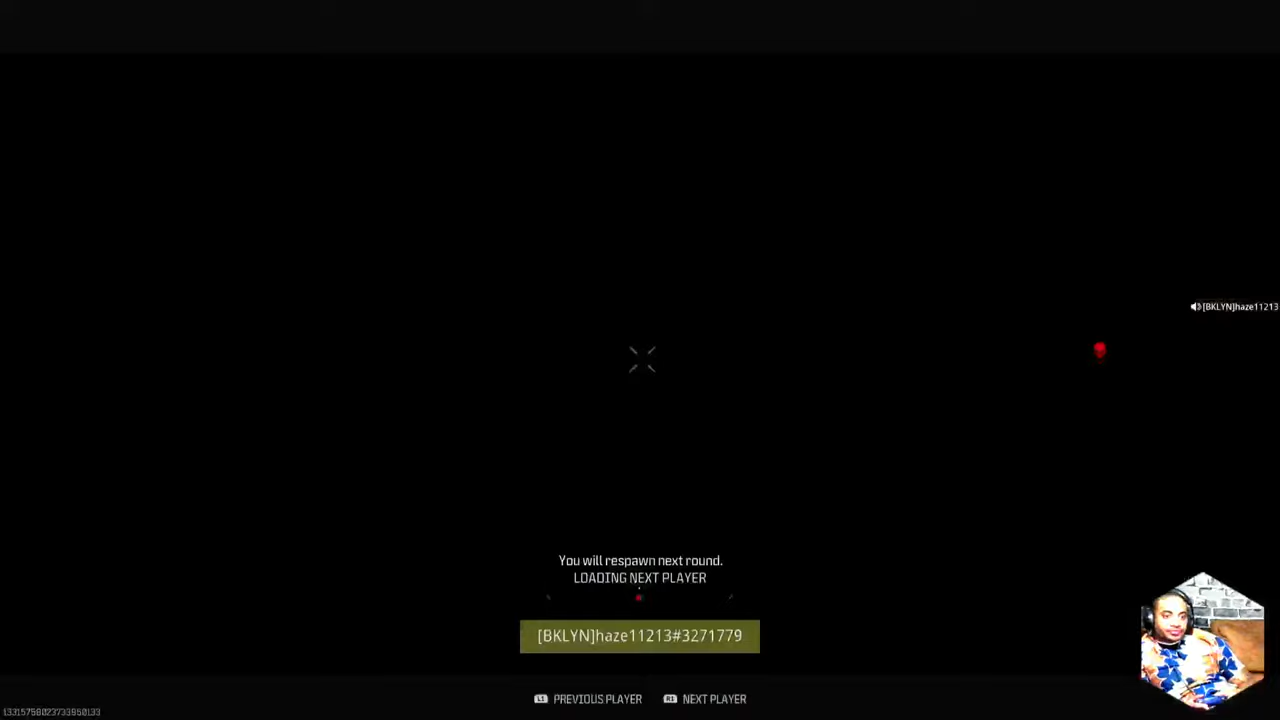 [BKLYN]haze11213
You will respawn next round.
LOADING NEXT PLAYER
[BKLYN]haze11213#3271779
PREVIOUS PLAYER NEXT PLAYER